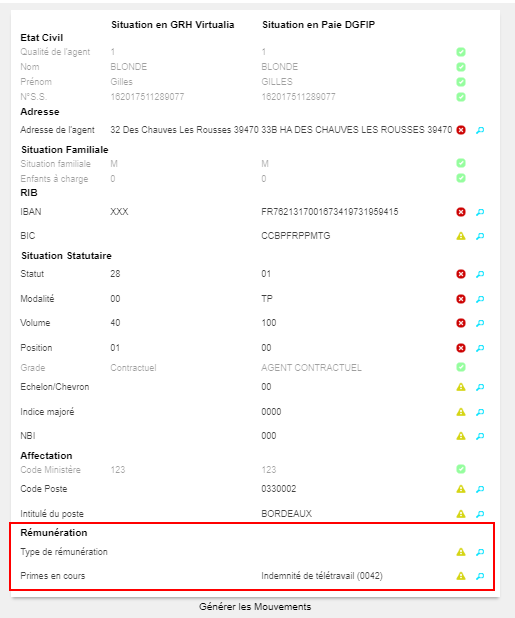 Situation en GRH Virtualia Situation en Paie DGFIP
Etat Civil
Qualité de l'agent 1 1
Nom BLONDE BLONDE
Prénom Gilles GILLES
N°S.S. 162017511289077 162017511289077
Adresse
Adresse de l'agent 32 Des Chauves Les Rousses 39470 33B HA DES CHAUVES LES ROUSSES 39470
Situation Familiale
Situation familiale M M
Enfants à charge 0 0
RIB
IBAN XXX FR7621317001673419731959415
BIC CCBPFRPPMTG
Situation Statutaire
Statut 28 01
Modalité 00 TP
Volume 40 100
Position 01 00
Grade Contractuel AGENT CONTRACTUEL
Echelon/Chevron 00
Indice majoré 0000
NBI 000
Affectation
Code Ministère 123 123
Code Poste 0330002
Intitulé du poste BORDEAUX
Rémunération
Type de rémunération
Primes en cours Indemnité de télétravail (0042)
Générer les Mouvements